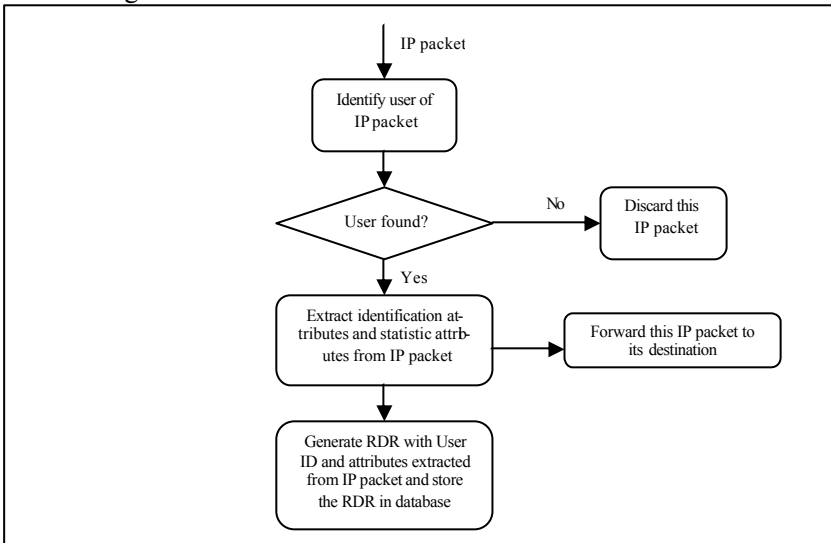 IP packet
Identify user of
IP packet
User found?
No
Discard this
IP packet
Yes
Extract identification at-
tributes and statistic attrb-
utes from IP packet
Forward this IP packet to
its destination
Generate RDR with User
ID and attributes extracted
from IP packet and store
the RDR in database